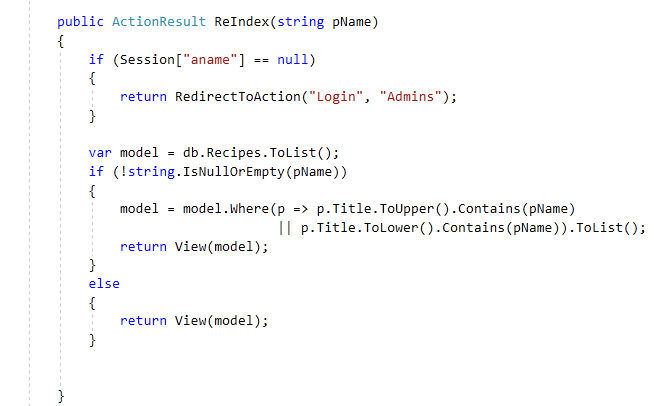 public ActionResult ReIndex(string pName)
{
    if (Session["aname"] == null)
    {
        return RedirectToAction("Login", "Admins");
    }

    var model = db.Recipes.ToList();
    if (!string.IsNullOrEmpty(pName))
    {
        model = model.Where(p => p.Title.ToUpper().Contains(pName)
                            || p.Title.ToLower().Contains(pName)).ToList();
        return View(model);
    }
    else
    {
        return View(model);
    }


}